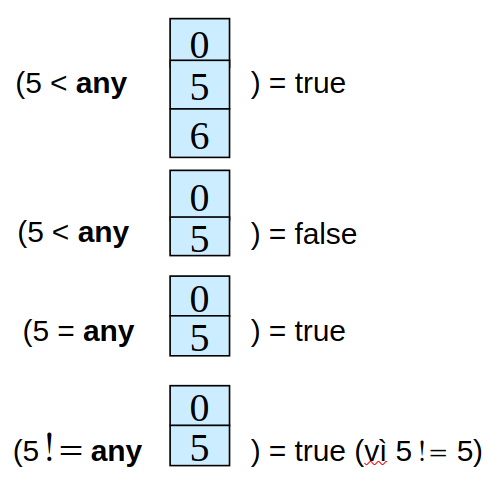 0
(5 < any 5 ) = true
6
0
(5 < any 5 ) = false
0
(5 = any 5 ) = true
0
(5 != any 5 ) = true (vì 5 != 5)